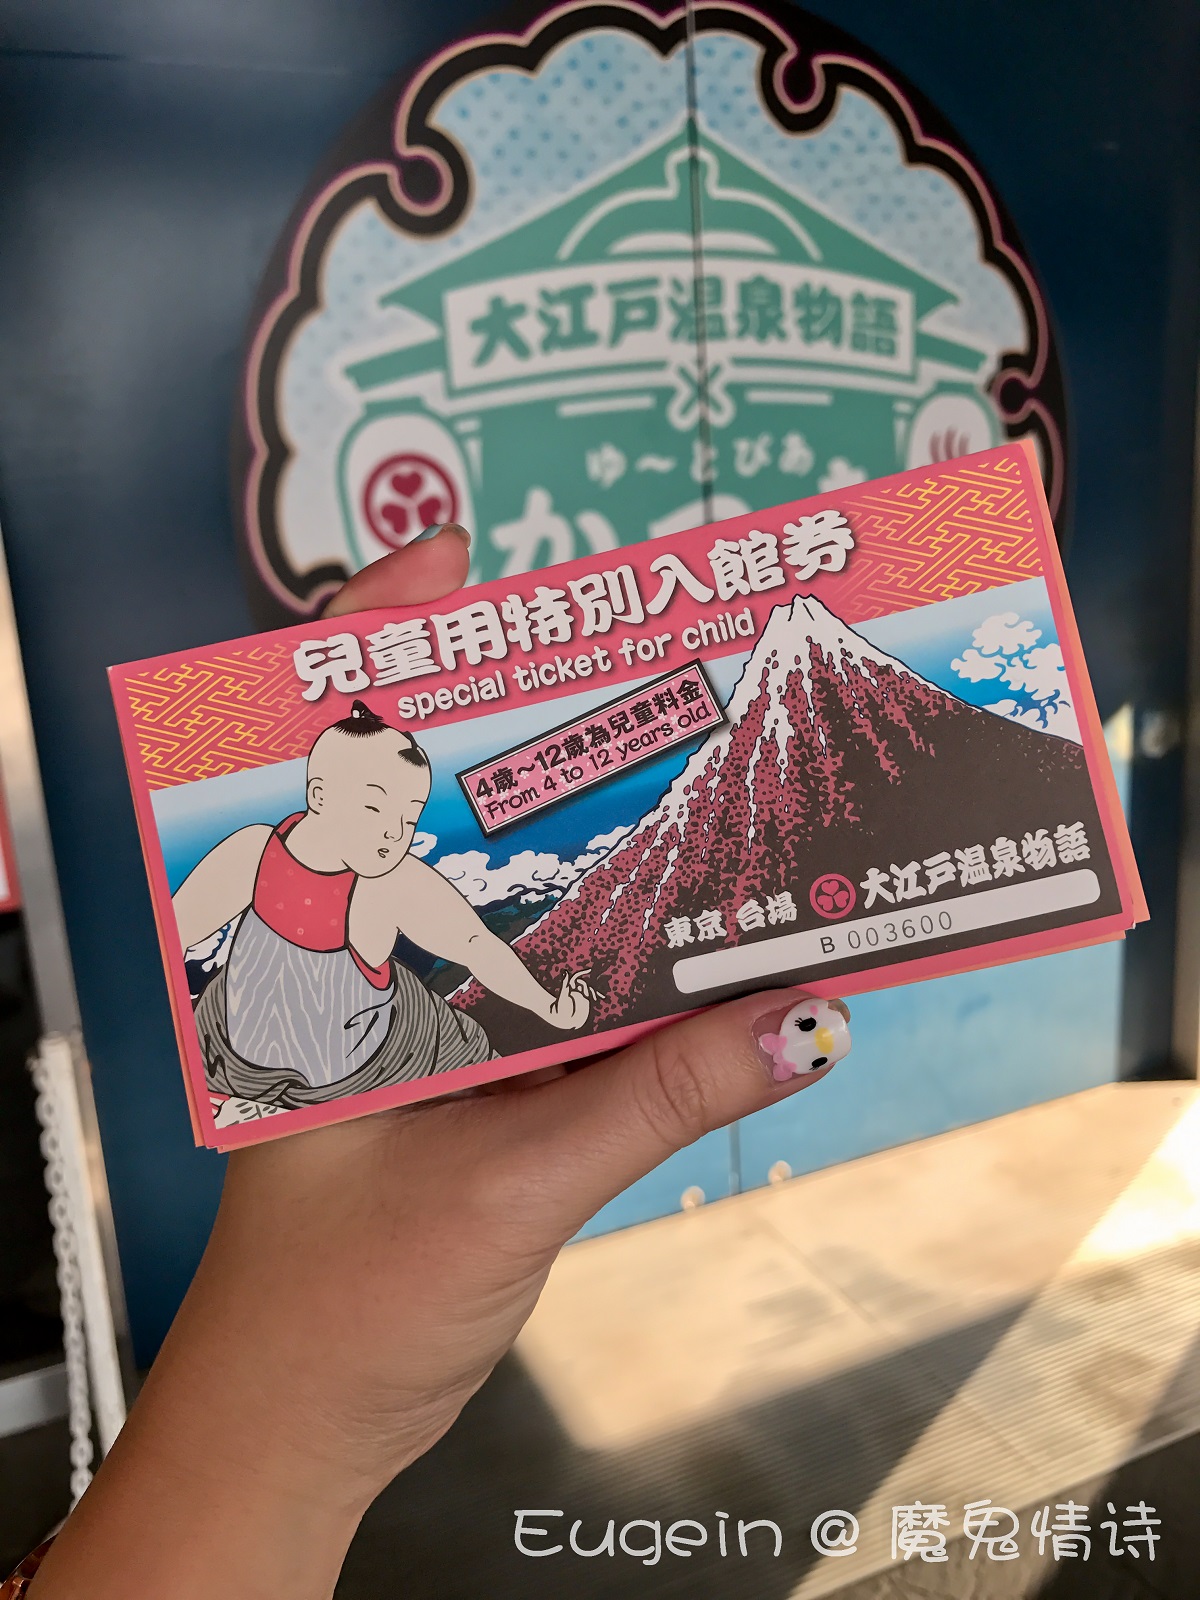 大江戸温泉物語
×
ゆ～とぴあ
兒童用特別入館券
special ticket for child
4歳～12歳為兒童料金
From 4 to 12 years old
東京 台場 大江戸温泉物語
B 003600
Eugein @ 魔鬼情诗